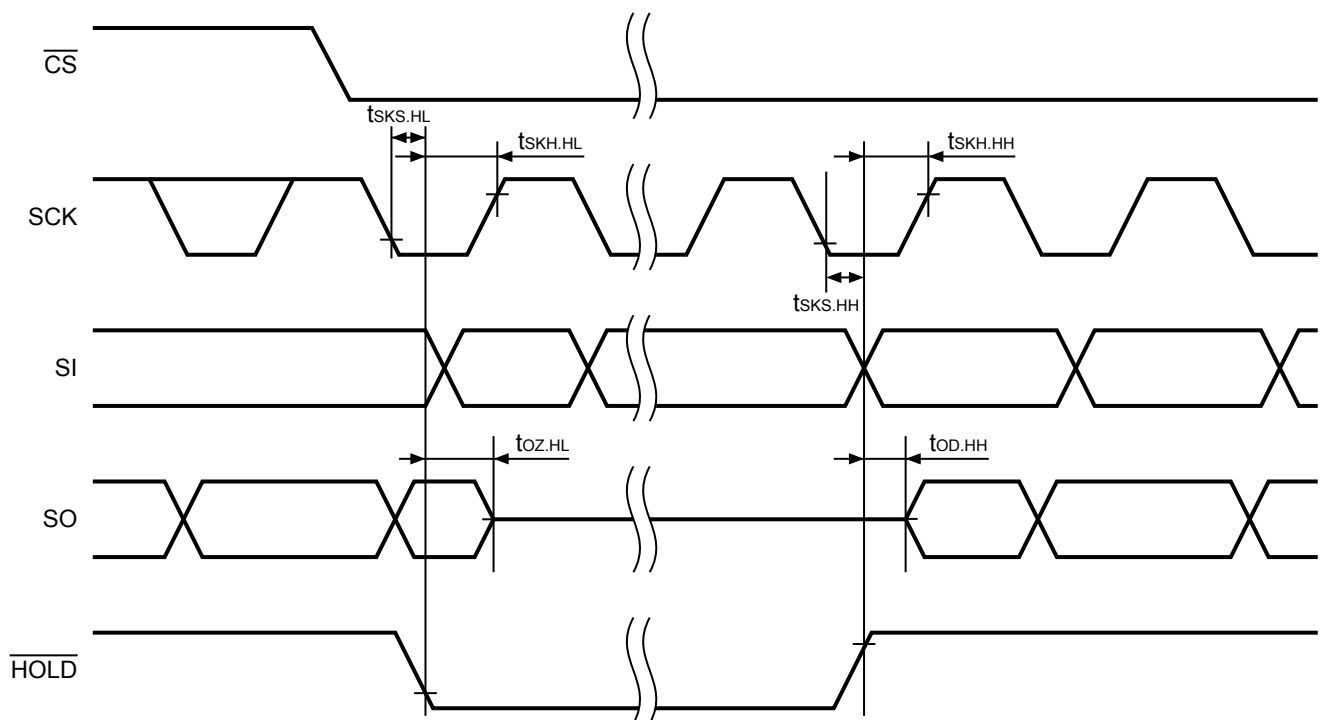 CS
tSKS.HL
tSKH.HL
tSKH.HH
SCK
tSKS.HH
SI
tOZ.HL
tOD.HH
SO
HOLD